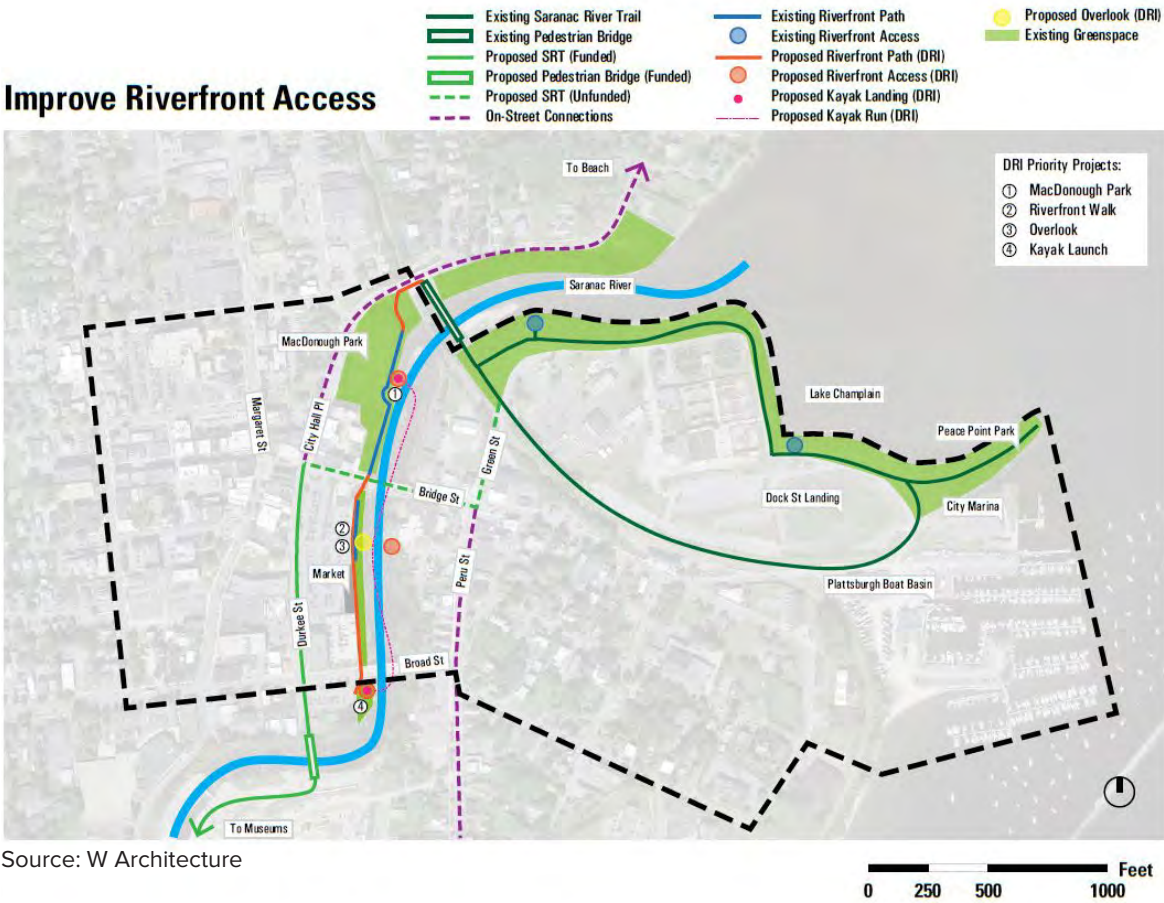 Improve Riverfront Access
Existing Saranac River Trail
Existing Pedestrian Bridge
Proposed SRT (Funded)
Proposed Pedestrian Bridge (Funded)
Proposed SRT (Unfunded)
On-Street Connections
Existing Riverfront Path
Existing Riverfront Access
Proposed Riverfront Path (DRI)
Proposed Riverfront Access (DRI)
Proposed Kayak Landing (DRI)
Proposed Kayak Run (DRI)
Proposed Overlook (DRI)
Existing Greenspace
DRI Priority Projects:
1 MacDonough Park
2 Riverfront Walk
3 Overlook
4 Kayak Launch
To Beach
Saranac River
MacDonough Park
1
Lake Champlain
Margaret St
City Hall Pl
Green St
Peace Point Park
Bridge St
Dock St Landing
City Marina
2
3
Market
Peru St
Plattsburgh Boat Basin
Durkee St
Broad St
4
To Museums
Source: W Architecture
Feet
0 250 500 1000